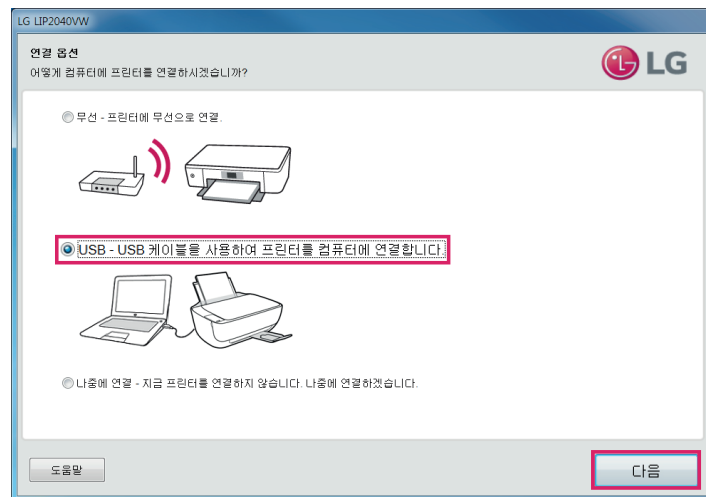 LG LIP2040VW
연결 옵션
어떻게 컴퓨터에 프린터를 연결하시겠습니까?
LG
무선 - 프린터에 무선으로 연결.
USB - USB 케이블을 사용하여 프린터를 컴퓨터에 연결합니다.
나중에 연결 - 지금 프린터를 연결하지 않습니다. 나중에 연결하겠습니다.
도움말
다음